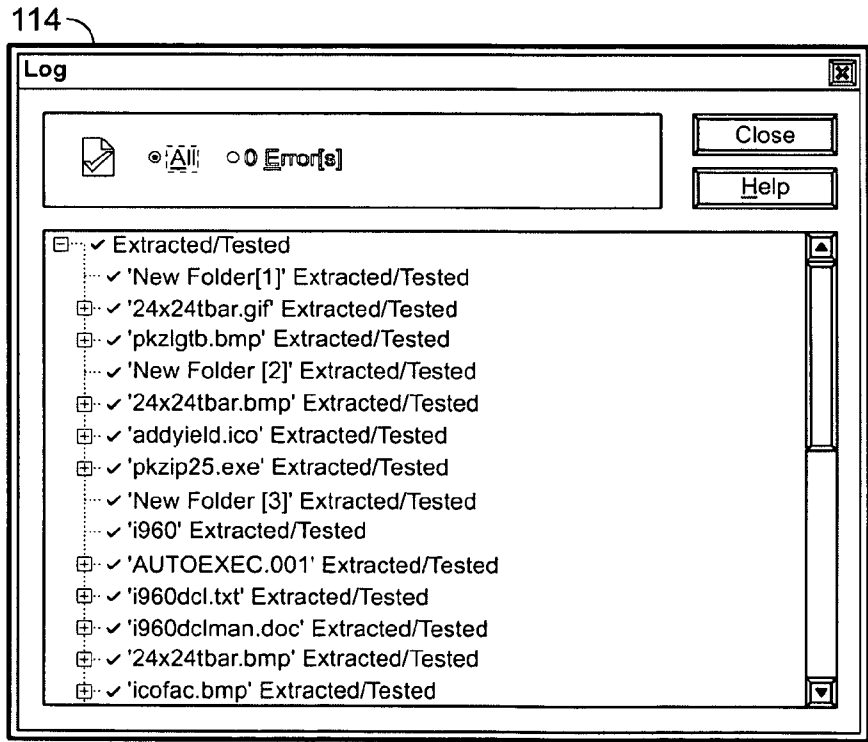 114
Log
All 0 Error[s]
Close
Help
Extracted/Tested
'New Folder[1]' Extracted/Tested
'24x24tbar.gif' Extracted/Tested
'pkzlgtb.bmp' Extracted/Tested
'New Folder [2]' Extracted/Tested
'24x24tbar.bmp' Extracted/Tested
'addyield.ico' Extracted/Tested
'pkzip25.exe' Extracted/Tested
'New Folder [3]' Extracted/Tested
'i960' Extracted/Tested
'AUTOEXEC.001' Extracted/Tested
'i960dcl.txt' Extracted/Tested
'i960dclman.doc' Extracted/Tested
'24x24tbar.bmp' Extracted/Tested
'icofac.bmp' Extracted/Tested